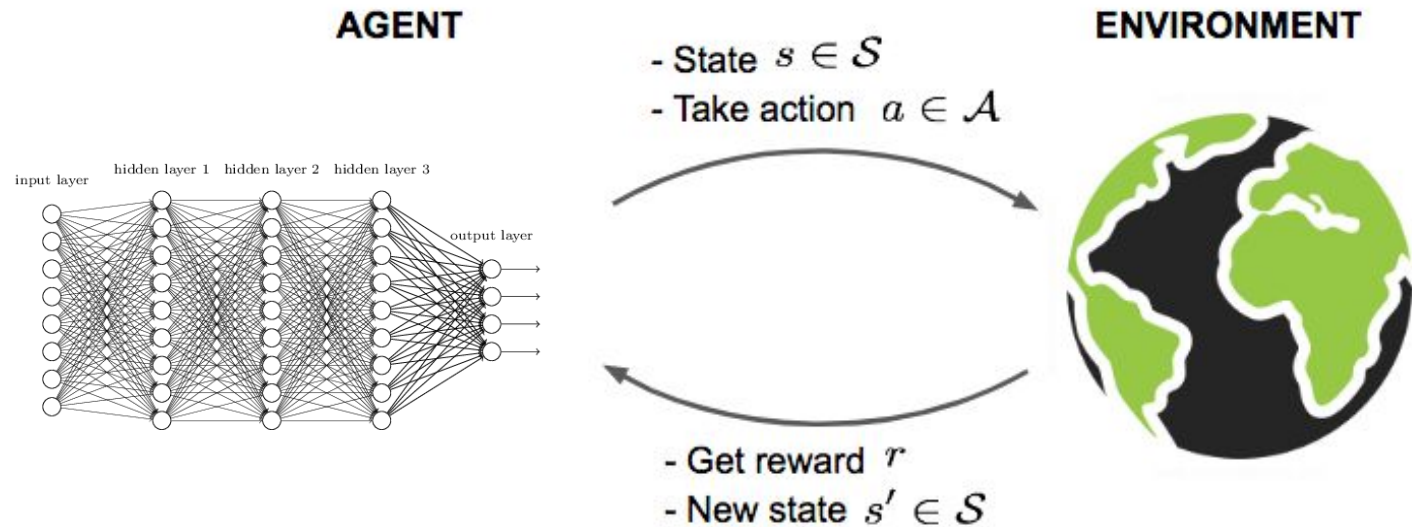 AGENT
ENVIRONMENT
- State s ∈ 𝒮
- Take action a ∈ 𝒜
input layer
hidden layer 1
hidden layer 2
hidden layer 3
output layer
- Get reward r
- New state s′ ∈ 𝒮